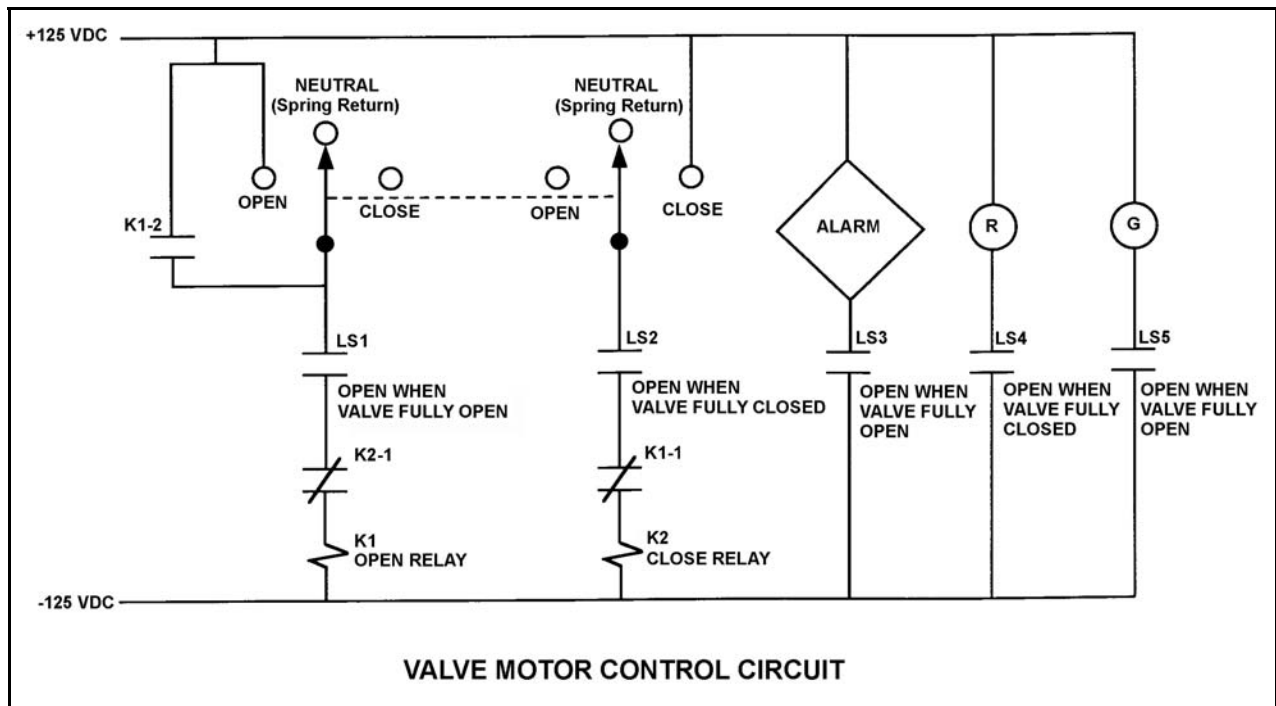 +125 VDC
NEUTRAL
(Spring Return)
NEUTRAL
(Spring Return)
OPEN
CLOSE
OPEN
CLOSE
K1-2
ALARM
R
G
LS1
OPEN WHEN
VALVE FULLY OPEN
LS2
OPEN WHEN
VALVE FULLY CLOSED
LS3
OPEN WHEN
VALVE FULLY
OPEN
LS4
OPEN WHEN
VALVE FULLY
CLOSED
LS5
OPEN WHEN
VALVE FULLY
OPEN
K2-1
K1-1
K1
OPEN RELAY
K2
CLOSE RELAY
-125 VDC
VALVE MOTOR CONTROL CIRCUIT